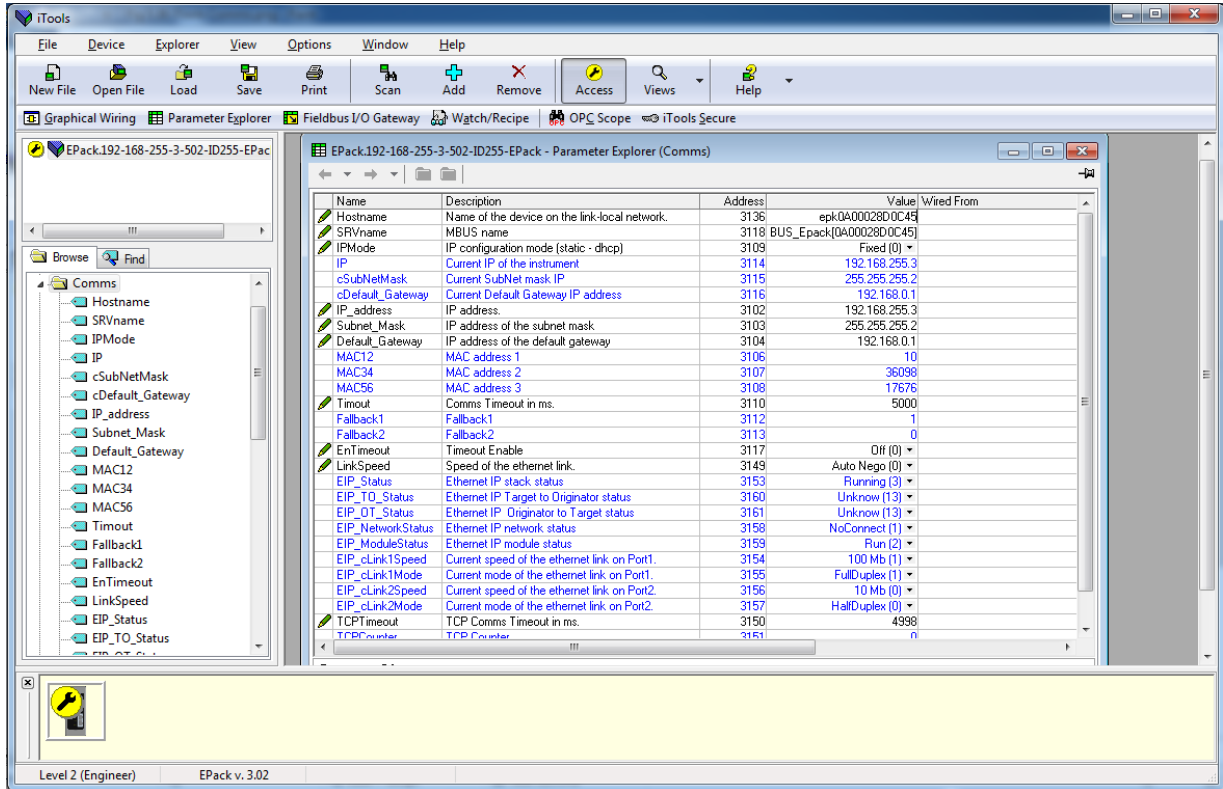 iTools
File Device Explorer View Options Window Help
New File Open File Load Save Print Scan Add Remove Access Views Help
Graphical Wiring Parameter Explorer Fieldbus I/O Gateway Watch/Recipe OPC Scope iTools Secure
EPack.192-168-255-3-502-ID255-EPac
Browse Find
Comms
Hostname
SRVname
IPMode
IP
cSubNetMask
cDefault_Gateway
IP_address
Subnet_Mask
Default_Gateway
MAC12
MAC34
MAC56
Timout
Fallback1
Fallback2
EnTimeout
LinkSpeed
EIP_Status
EIP_TO_Status
EPack.192-168-255-3-502-ID255-EPack - Parameter Explorer (Comms)
Name Description Address Value Wired From
Hostname Name of the device on the link-local network. 3136 epk0A00028D0C45
SRVname MBUS name 3118 BUS_Epack[0A00028D0C45]
IPMode IP configuration mode (static - dhcp) 3109 Fixed (0)
IP Current IP of the instrument 3114 192.168.255.3
cSubNetMask Current SubNet mask IP 3115 255.255.255.2
cDefault_Gateway Current Default Gateway IP address 3116 192.168.0.1
IP_address IP address. 3102 192.168.255.3
Subnet_Mask IP address of the subnet mask 3103 255.255.255.2
Default_Gateway IP address of the default gateway 3104 192.168.0.1
MAC12 MAC address 1 3106 10
MAC34 MAC address 2 3107 36098
MAC56 MAC address 3 3108 17676
Timout Comms Timeout in ms. 3110 5000
Fallback1 Fallback1 3112 1
Fallback2 Fallback2 3113 0
EnTimeout Timeout Enable 3117 Off (0)
LinkSpeed Speed of the ethernet link. 3149 Auto Nego (0)
EIP_Status Ethernet IP stack status 3153 Running (3)
EIP_TO_Status Ethernet IP Target to Originator status 3160 Unknow (13)
EIP_OT_Status Ethernet IP Originator to Target status 3161 Unknow (13)
EIP_NetworkStatus Ethernet IP network status 3158 NoConnect (1)
EIP_ModuleStatus Ethernet IP module status 3159 Run (2)
EIP_cLink1Speed Current speed of the ethernet link on Port1. 3154 100 Mb (1)
EIP_cLink1Mode Current mode of the ethernet link on Port1. 3155 FullDuplex (1)
EIP_cLink2Speed Current speed of the ethernet link on Port2. 3156 10 Mb (0)
EIP_cLink2Mode Current mode of the ethernet link on Port2. 3157 HalfDuplex (0)
TCPTimeout TCP Comms Timeout in ms. 3150 4998
TCPCounter TCP Counter 3151 0
Level 2 (Engineer) EPack v. 3.02